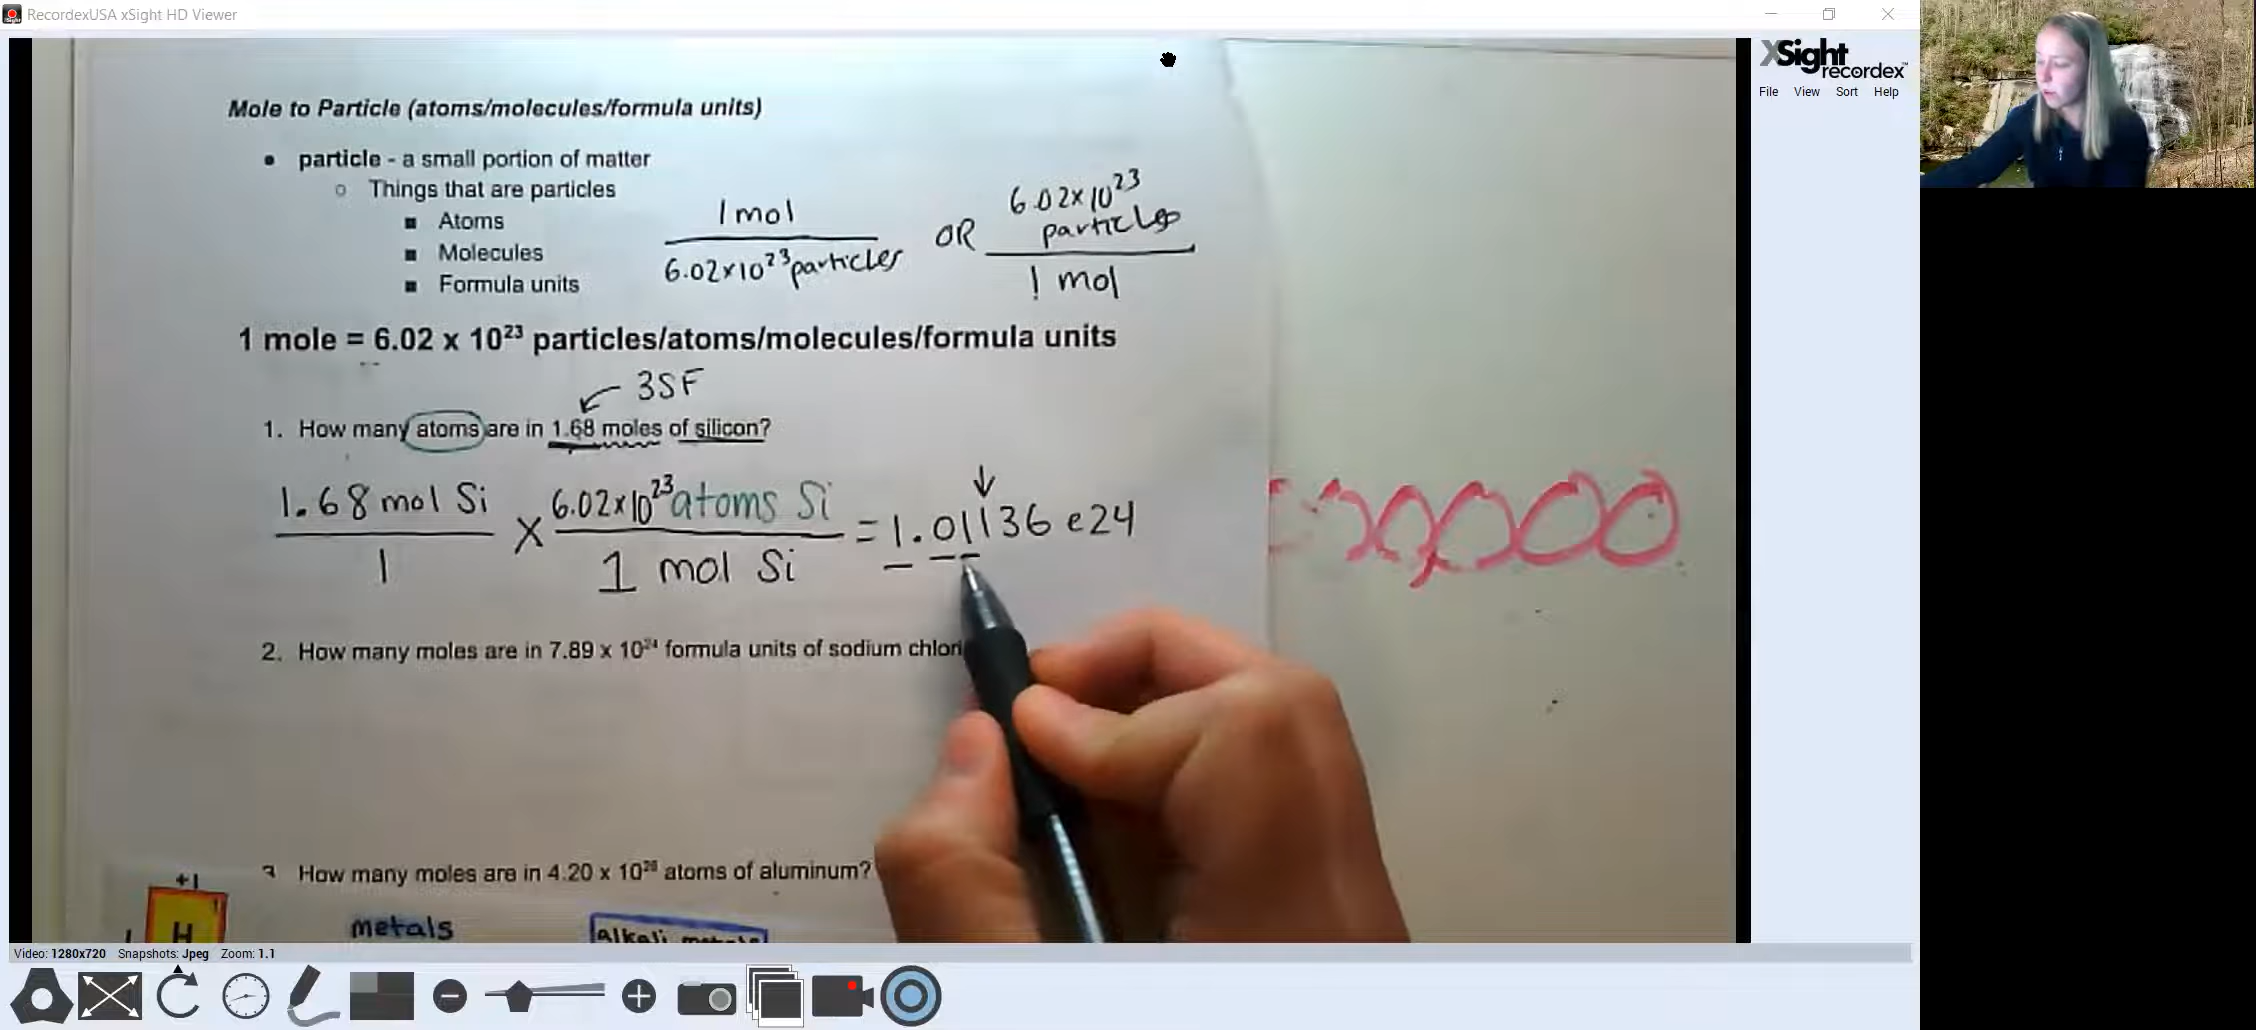 RecordexUSA xSight HD Viewer
XSight
recordex™
File View Sort Help
Mole to Particle (atoms/molecules/formula units)
• particle - a small portion of matter
○ Things that are particles
■ Atoms
■ Molecules
■ Formula units
1 mol
6.02x10²³ particles
OR
6.02x10²³
particles
1 mol
1 mole = 6.02 x 10²³ particles/atoms/molecules/formula units
3SF
1. How many atoms are in 1.68 moles of silicon?
1.68 mol Si
1
X
6.02x10²³ atoms Si
1 mol Si
= 1.01136 e24
2. How many moles are in 7.89 x 10²⁴ formula units of sodium
How many moles are in 4.20 x 10²⁸ atoms of aluminum?
+1
1
H
metals
alkali metals
Video: 1280x720 Snapshots: Jpeg Zoom: 1.1